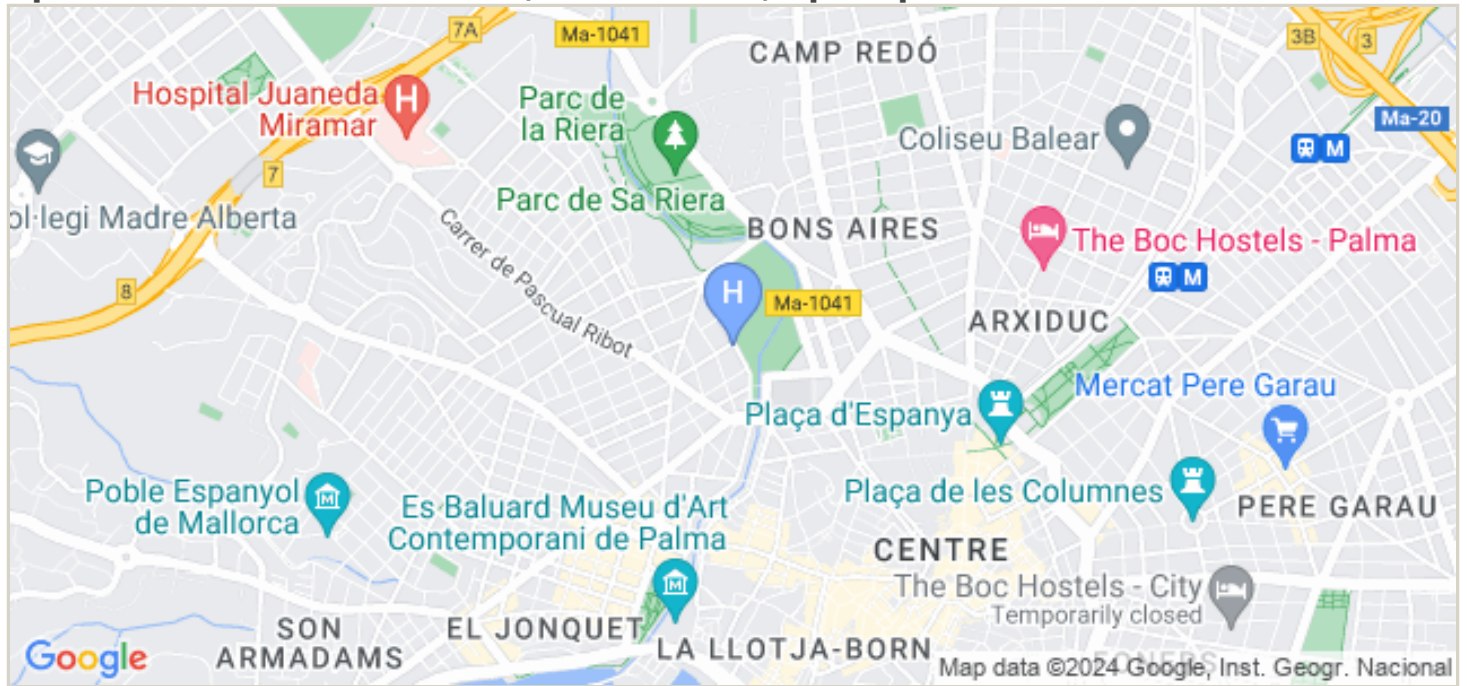 7A
Ma-1041
CAMP REDÓ
3B
3
Hospital Juaneda
Miramar
H
Parc de
la Riera
Coliseu Balear
Ma-20
M
7
Parc de Sa Riera
ol·legi Madre Alberta
BONS AIRES
The Boc Hostels - Palma
Carrer de Pascual Ribot
M
8
H
Ma-1041
ARXIDUC
Mercat Pere Garau
Plaça d'Espanya
Poble Espanyol
de Mallorca
Es Baluard Museu d'Art
Contemporani de Palma
Plaça de les Columnes
PERE GARAU
CENTRE
The Boc Hostels - City
Temporarily closed
SON
ARMADAMS
EL JONQUET
LA LLOTJA-BORN
Google
Map data ©2024 Google, Inst. Geogr. Nacional